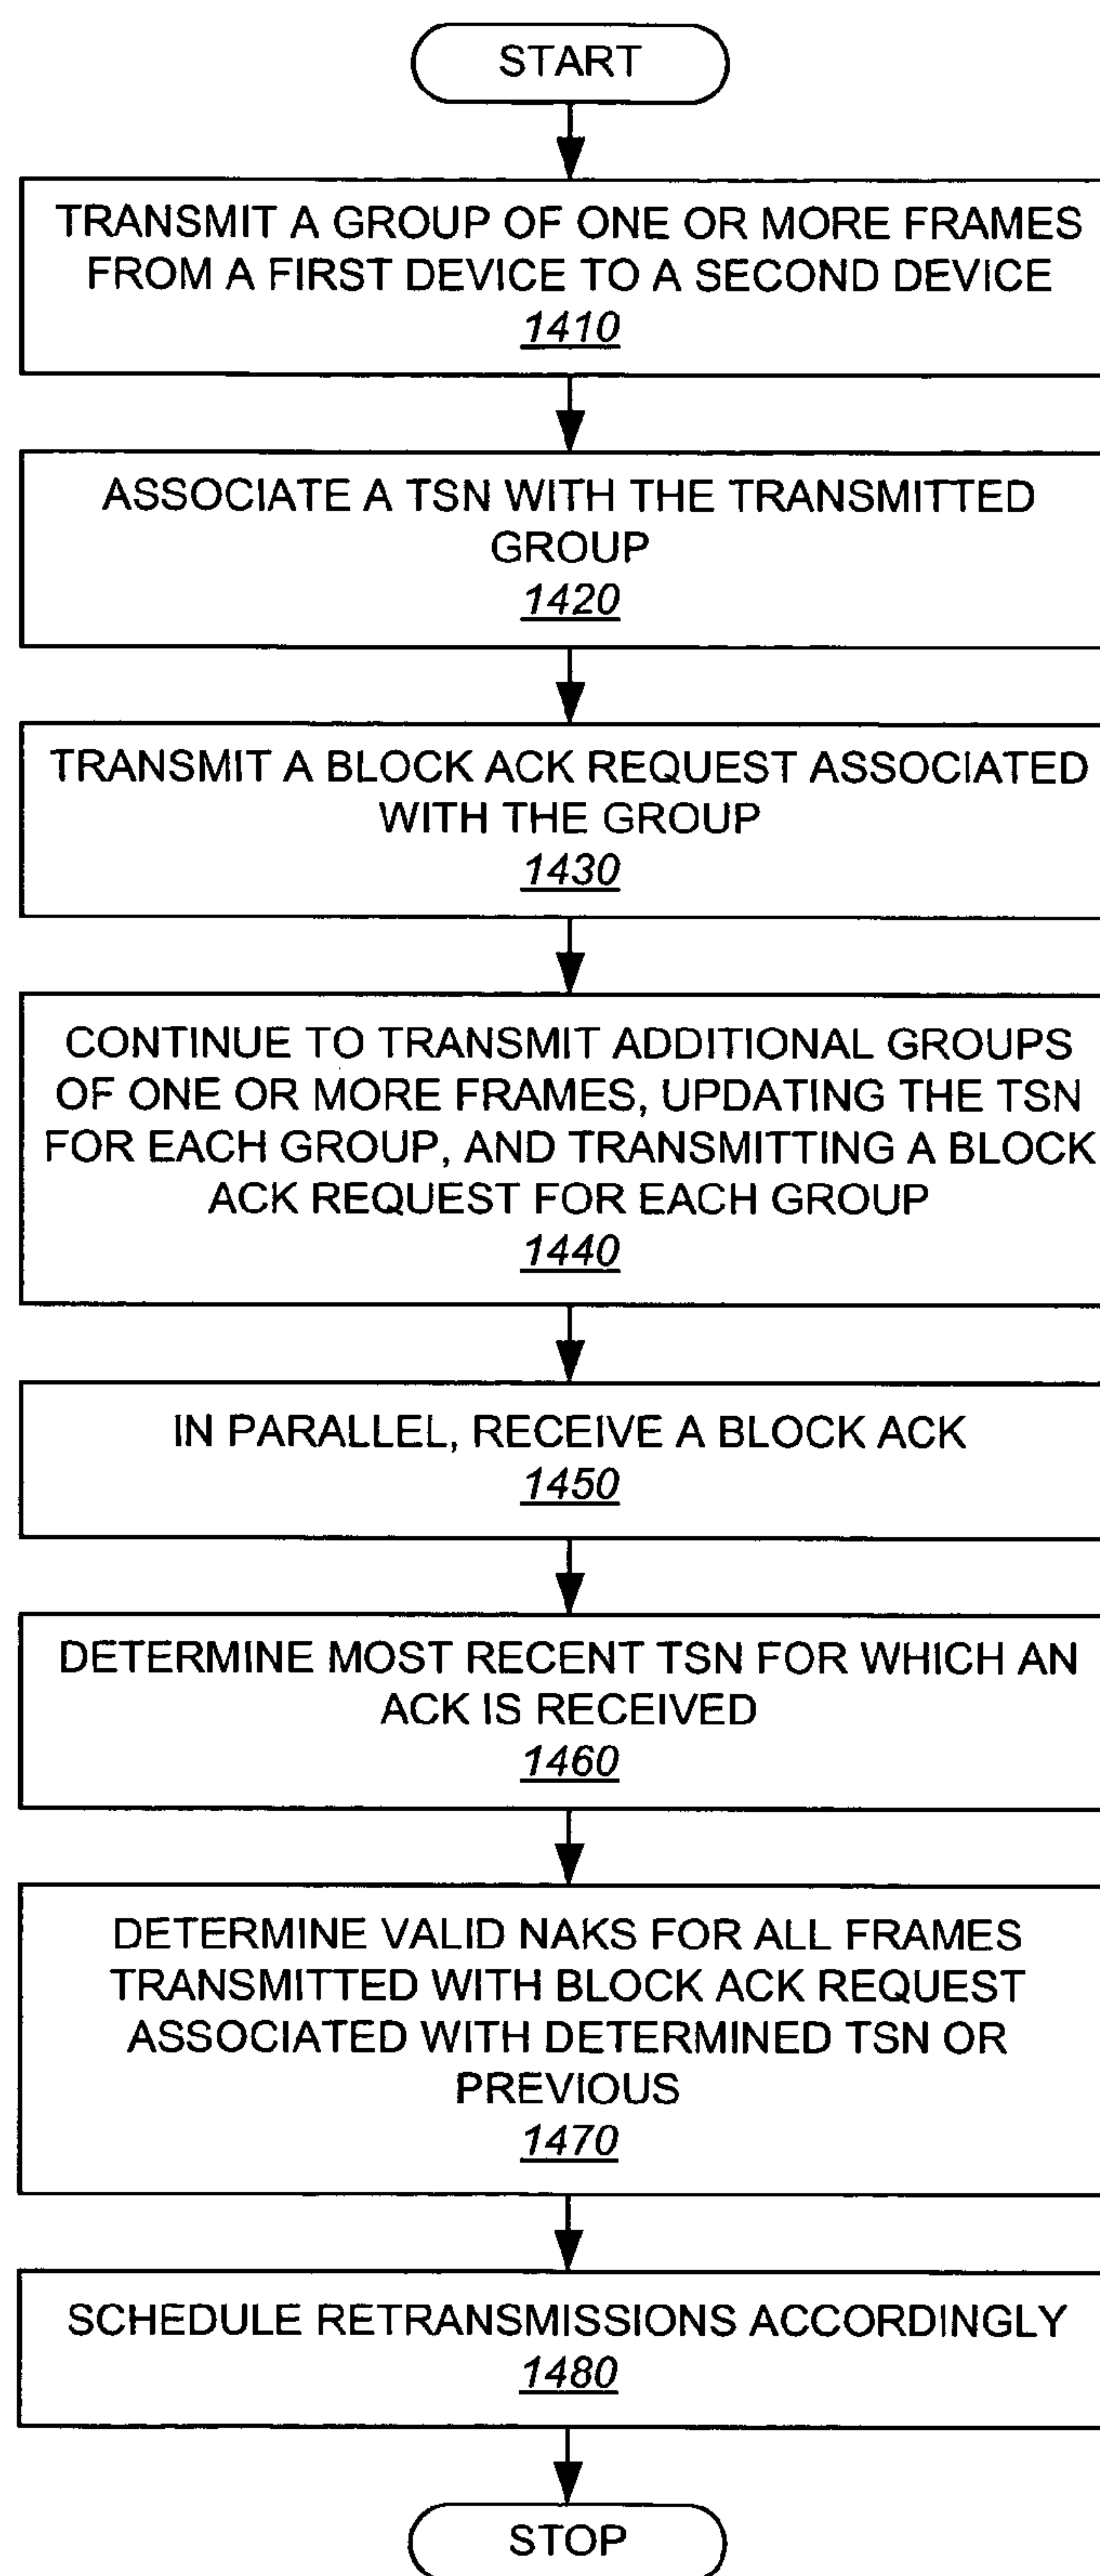 START
TRANSMIT A GROUP OF ONE OR MORE FRAMES
FROM A FIRST DEVICE TO A SECOND DEVICE
1410
ASSOCIATE A TSN WITH THE TRANSMITTED
GROUP
1420
TRANSMIT A BLOCK ACK REQUEST ASSOCIATED
WITH THE GROUP
1430
CONTINUE TO TRANSMIT ADDITIONAL GROUPS
OF ONE OR MORE FRAMES, UPDATING THE TSN
FOR EACH GROUP, AND TRANSMITTING A BLOCK
ACK REQUEST FOR EACH GROUP
1440
IN PARALLEL, RECEIVE A BLOCK ACK
1450
DETERMINE MOST RECENT TSN FOR WHICH AN
ACK IS RECEIVED
1460
DETERMINE VALID NAKS FOR ALL FRAMES
TRANSMITTED WITH BLOCK ACK REQUEST
ASSOCIATED WITH DETERMINED TSN OR
PREVIOUS
1470
SCHEDULE RETRANSMISSIONS ACCORDINGLY
1480
STOP